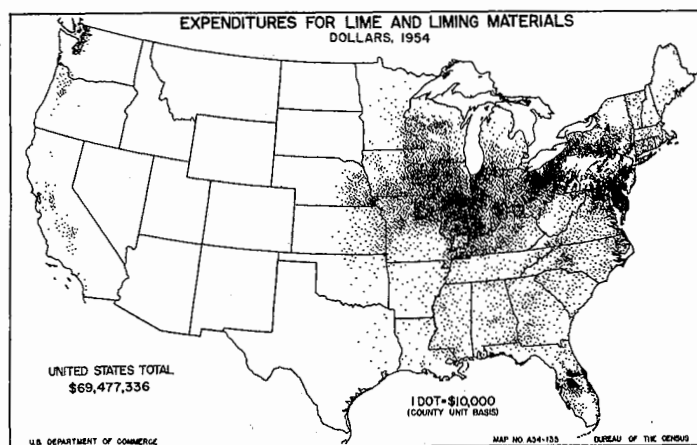 EXPENDITURES FOR LIME AND LIMING MATERIALS
DOLLARS, 1954
UNITED STATES TOTAL
$69,477,336
1 DOT=$10,000
(COUNTY UNIT BASIS)
U.S. DEPARTMENT OF COMMERCE
MAP NO. A54-135
BUREAU OF THE CENSUS